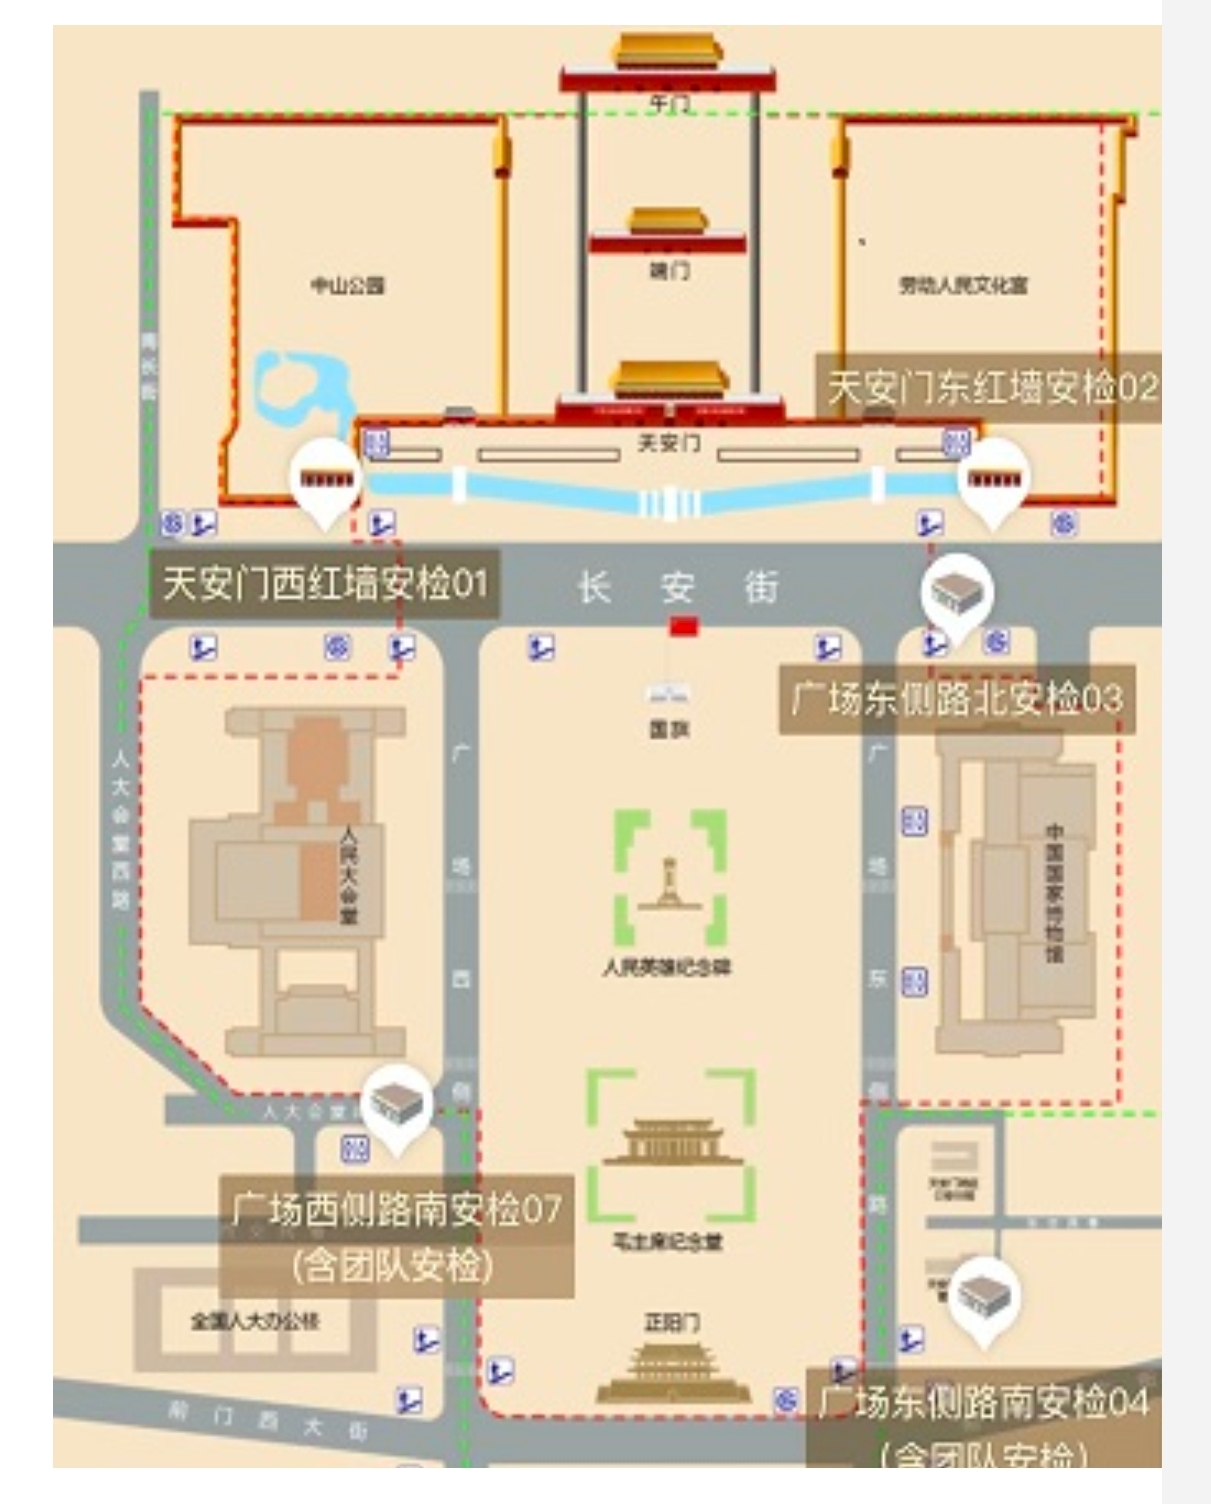 午门
端门
中山公园
劳动人民文化宫
南长街
天安门东红墙安检02
天安门
天安门西红墙安检01
长安街
广场东侧路北安检03
国旗
人大会堂西路
广场西侧
广场东侧路
人民大会堂
中国国家博物馆
人民英雄纪念碑
人大会堂
广场西侧路南安检07
(含团队安检)
毛主席纪念堂
全国人大办公楼
正阳门
前门西大街
广场东侧路南安检04
(含团队安检)